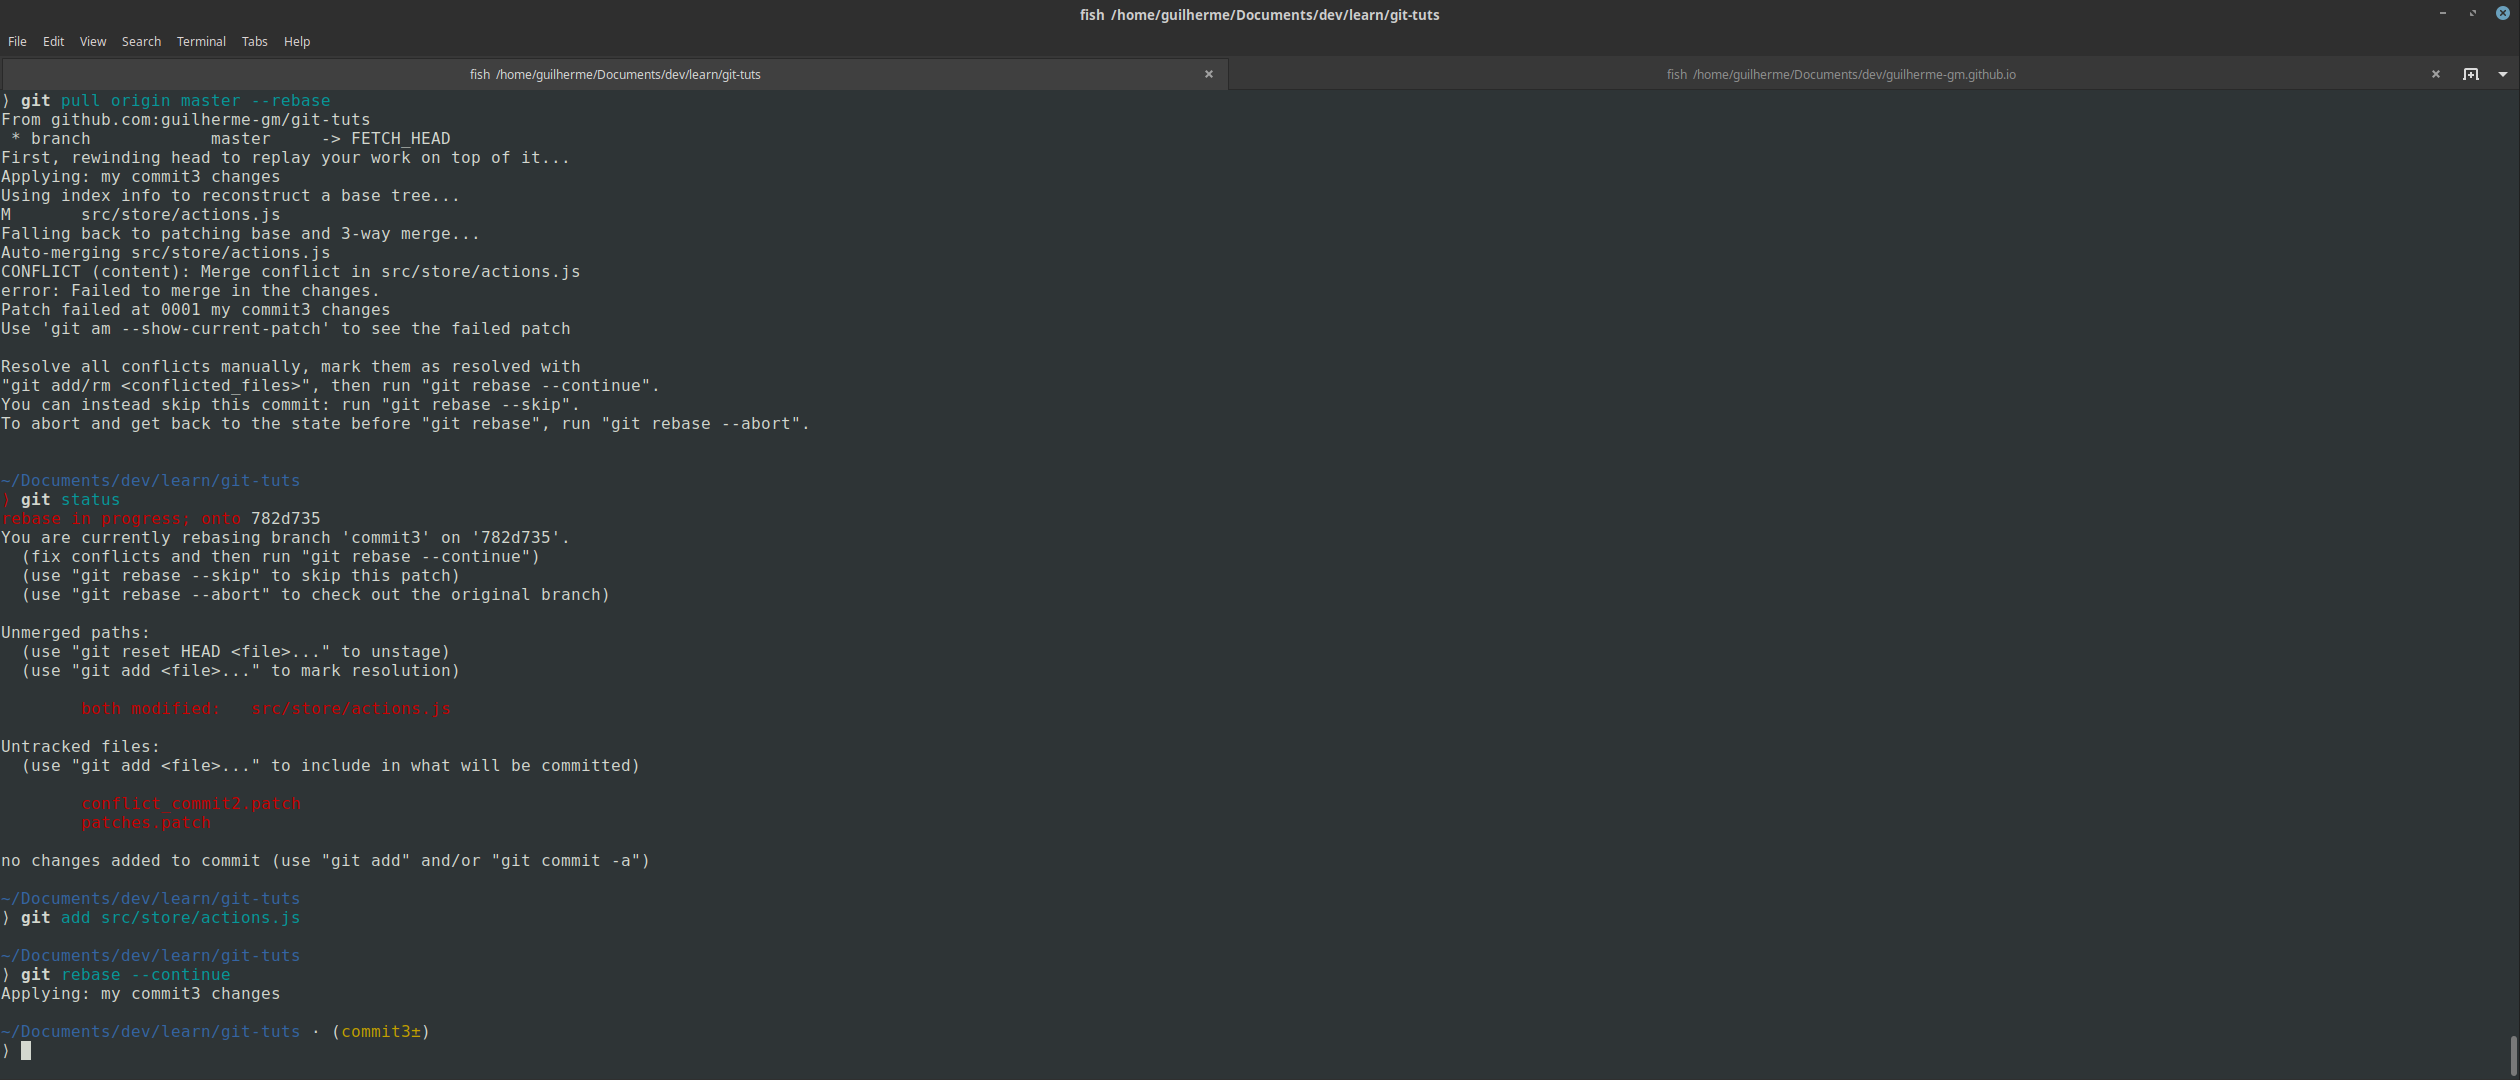 fish /home/guilherme/Documents/dev/learn/git-tuts
File Edit View Search Terminal Tabs Help
fish /home/guilherme/Documents/dev/learn/git-tuts
fish /home/guilherme/Documents/dev/guilherme-gm.github.io
⟩ git pull origin master --rebase
From github.com:guilherme-gm/git-tuts
 * branch            master     -> FETCH_HEAD
First, rewinding head to replay your work on top of it...
Applying: my commit3 changes
Using index info to reconstruct a base tree...
M       src/store/actions.js
Falling back to patching base and 3-way merge...
Auto-merging src/store/actions.js
CONFLICT (content): Merge conflict in src/store/actions.js
error: Failed to merge in the changes.
Patch failed at 0001 my commit3 changes
Use 'git am --show-current-patch' to see the failed patch
Resolve all conflicts manually, mark them as resolved with
"git add/rm <conflicted_files>", then run "git rebase --continue".
You can instead skip this commit: run "git rebase --skip".
To abort and get back to the state before "git rebase", run "git rebase --abort".
~/Documents/dev/learn/git-tuts
⟩ git status
rebase in progress; onto 782d735
You are currently rebasing branch 'commit3' on '782d735'.
  (fix conflicts and then run "git rebase --continue")
  (use "git rebase --skip" to skip this patch)
  (use "git rebase --abort" to check out the original branch)
Unmerged paths:
  (use "git reset HEAD <file>..." to unstage)
  (use "git add <file>..." to mark resolution)
        both modified:   src/store/actions.js
Untracked files:
  (use "git add <file>..." to include in what will be committed)
        conflict_commit2.patch
        patches.patch
no changes added to commit (use "git add" and/or "git commit -a")
~/Documents/dev/learn/git-tuts
⟩ git add src/store/actions.js
~/Documents/dev/learn/git-tuts
⟩ git rebase --continue
Applying: my commit3 changes
~/Documents/dev/learn/git-tuts · (commit3±)
⟩